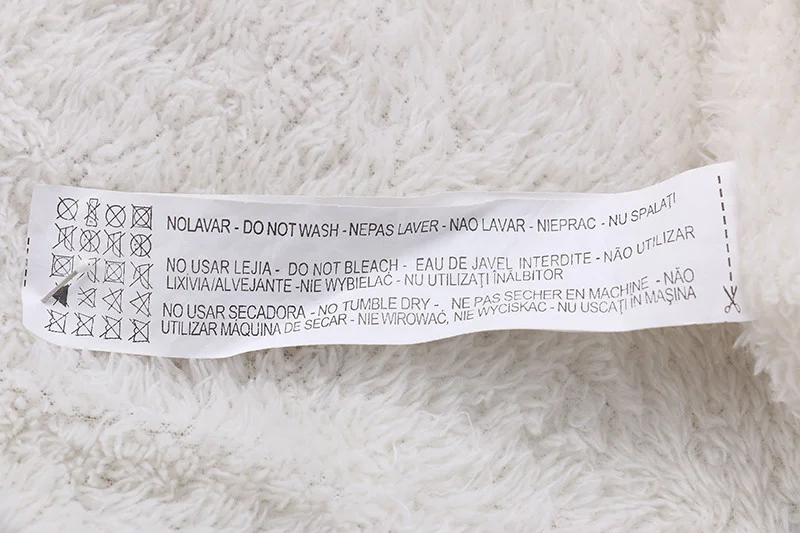 NOLAVAR - DO NOT WASH - NEPAS LAVER - NAO LAVAR - NIEPRAC - NU SPALAȚI
NO USAR LEJIA - DO NOT BLEACH - EAU DE JAVEL INTERDITE - NÃO UTILIZAR
LIXIVIA/ALVEJANTE - NIE WYBIELAĆ - NU UTILIZAȚI ÎNĂLBITOR
NO USAR SECADORA - NO TUMBLE DRY - NE PAS SECHER EN MACHINE - NÃO
UTILIZAR MÁQUINA DE SECAR - NIE WIROWAĆ, NIE WYCISKAĆ - NU USCAȚI ÎN MAȘINA